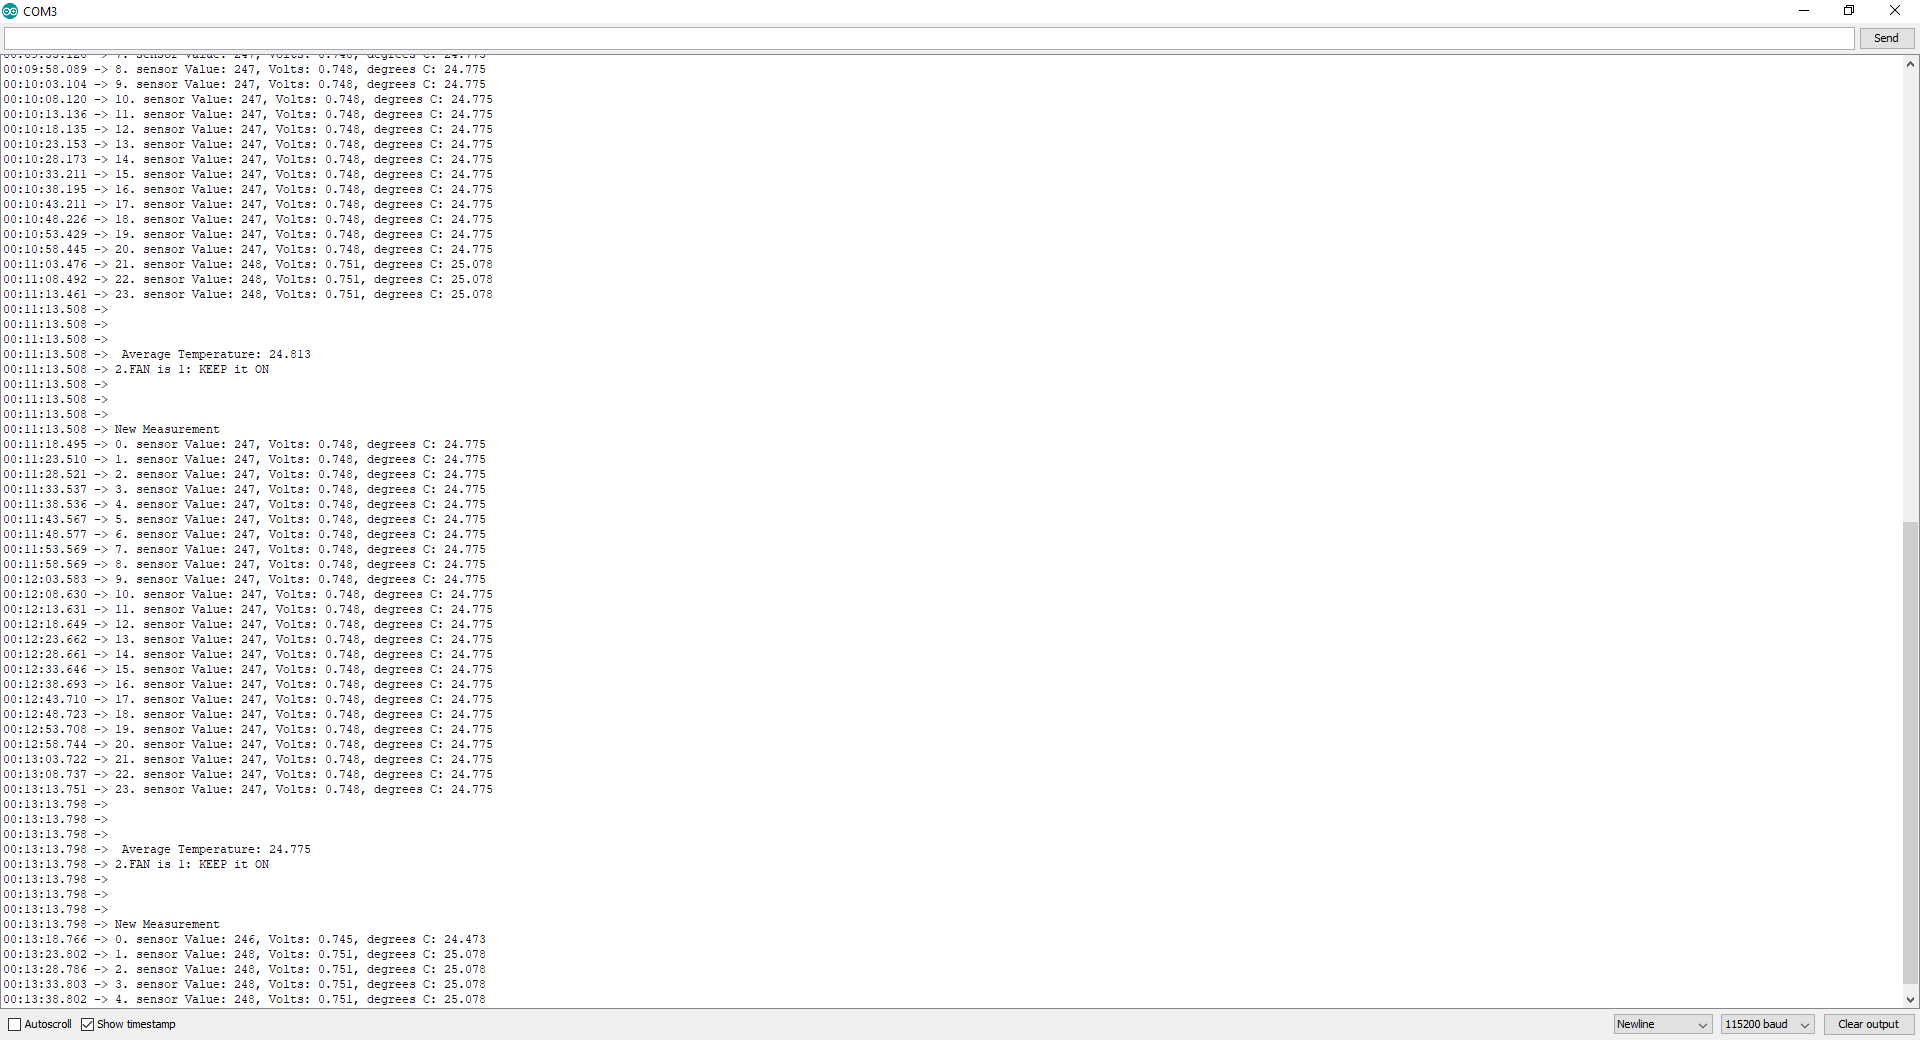 COM3
Send
00:09:58.089 -> 8. sensor Value: 247, Volts: 0.748, degrees C: 24.775
00:10:03.104 -> 9. sensor Value: 247, Volts: 0.748, degrees C: 24.775
00:10:08.120 -> 10. sensor Value: 247, Volts: 0.748, degrees C: 24.775
00:10:13.136 -> 11. sensor Value: 247, Volts: 0.748, degrees C: 24.775
00:10:18.135 -> 12. sensor Value: 247, Volts: 0.748, degrees C: 24.775
00:10:23.153 -> 13. sensor Value: 247, Volts: 0.748, degrees C: 24.775
00:10:28.173 -> 14. sensor Value: 247, Volts: 0.748, degrees C: 24.775
00:10:33.211 -> 15. sensor Value: 247, Volts: 0.748, degrees C: 24.775
00:10:38.195 -> 16. sensor Value: 247, Volts: 0.748, degrees C: 24.775
00:10:43.211 -> 17. sensor Value: 247, Volts: 0.748, degrees C: 24.775
00:10:48.226 -> 18. sensor Value: 247, Volts: 0.748, degrees C: 24.775
00:10:53.429 -> 19. sensor Value: 247, Volts: 0.748, degrees C: 24.775
00:10:58.445 -> 20. sensor Value: 247, Volts: 0.748, degrees C: 24.775
00:11:03.476 -> 21. sensor Value: 248, Volts: 0.751, degrees C: 25.078
00:11:08.492 -> 22. sensor Value: 248, Volts: 0.751, degrees C: 25.078
00:11:13.461 -> 23. sensor Value: 248, Volts: 0.751, degrees C: 25.078
00:11:13.508 ->
00:11:13.508 ->
00:11:13.508 ->
00:11:13.508 -> Average Temperature: 24.813
00:11:13.508 -> 2.FAN is 1: KEEP it ON
00:11:13.508 ->
00:11:13.508 ->
00:11:13.508 ->
00:11:13.508 -> New Measurement
00:11:18.495 -> 0. sensor Value: 247, Volts: 0.748, degrees C: 24.775
00:11:23.510 -> 1. sensor Value: 247, Volts: 0.748, degrees C: 24.775
00:11:28.521 -> 2. sensor Value: 247, Volts: 0.748, degrees C: 24.775
00:11:33.537 -> 3. sensor Value: 247, Volts: 0.748, degrees C: 24.775
00:11:38.536 -> 4. sensor Value: 247, Volts: 0.748, degrees C: 24.775
00:11:43.567 -> 5. sensor Value: 247, Volts: 0.748, degrees C: 24.775
00:11:48.577 -> 6. sensor Value: 247, Volts: 0.748, degrees C: 24.775
00:11:53.569 -> 7. sensor Value: 247, Volts: 0.748, degrees C: 24.775
00:11:58.569 -> 8. sensor Value: 247, Volts: 0.748, degrees C: 24.775
00:12:03.583 -> 9. sensor Value: 247, Volts: 0.748, degrees C: 24.775
00:12:08.630 -> 10. sensor Value: 247, Volts: 0.748, degrees C: 24.775
00:12:13.631 -> 11. sensor Value: 247, Volts: 0.748, degrees C: 24.775
00:12:18.649 -> 12. sensor Value: 247, Volts: 0.748, degrees C: 24.775
00:12:23.662 -> 13. sensor Value: 247, Volts: 0.748, degrees C: 24.775
00:12:28.661 -> 14. sensor Value: 247, Volts: 0.748, degrees C: 24.775
00:12:33.646 -> 15. sensor Value: 247, Volts: 0.748, degrees C: 24.775
00:12:38.693 -> 16. sensor Value: 247, Volts: 0.748, degrees C: 24.775
00:12:43.710 -> 17. sensor Value: 247, Volts: 0.748, degrees C: 24.775
00:12:48.723 -> 18. sensor Value: 247, Volts: 0.748, degrees C: 24.775
00:12:53.708 -> 19. sensor Value: 247, Volts: 0.748, degrees C: 24.775
00:12:58.744 -> 20. sensor Value: 247, Volts: 0.748, degrees C: 24.775
00:13:03.722 -> 21. sensor Value: 247, Volts: 0.748, degrees C: 24.775
00:13:08.737 -> 22. sensor Value: 247, Volts: 0.748, degrees C: 24.775
00:13:13.751 -> 23. sensor Value: 247, Volts: 0.748, degrees C: 24.775
00:13:13.798 ->
00:13:13.798 ->
00:13:13.798 ->
00:13:13.798 -> Average Temperature: 24.775
00:13:13.798 -> 2.FAN is 1: KEEP it ON
00:13:13.798 ->
00:13:13.798 ->
00:13:13.798 ->
00:13:13.798 -> New Measurement
00:13:18.766 -> 0. sensor Value: 246, Volts: 0.745, degrees C: 24.473
00:13:23.802 -> 1. sensor Value: 248, Volts: 0.751, degrees C: 25.078
00:13:28.786 -> 2. sensor Value: 248, Volts: 0.751, degrees C: 25.078
00:13:33.803 -> 3. sensor Value: 248, Volts: 0.751, degrees C: 25.078
00:13:38.802 -> 4. sensor Value: 248, Volts: 0.751, degrees C: 25.078
Autoscroll Show timestamp Newline 115200 baud Clear output